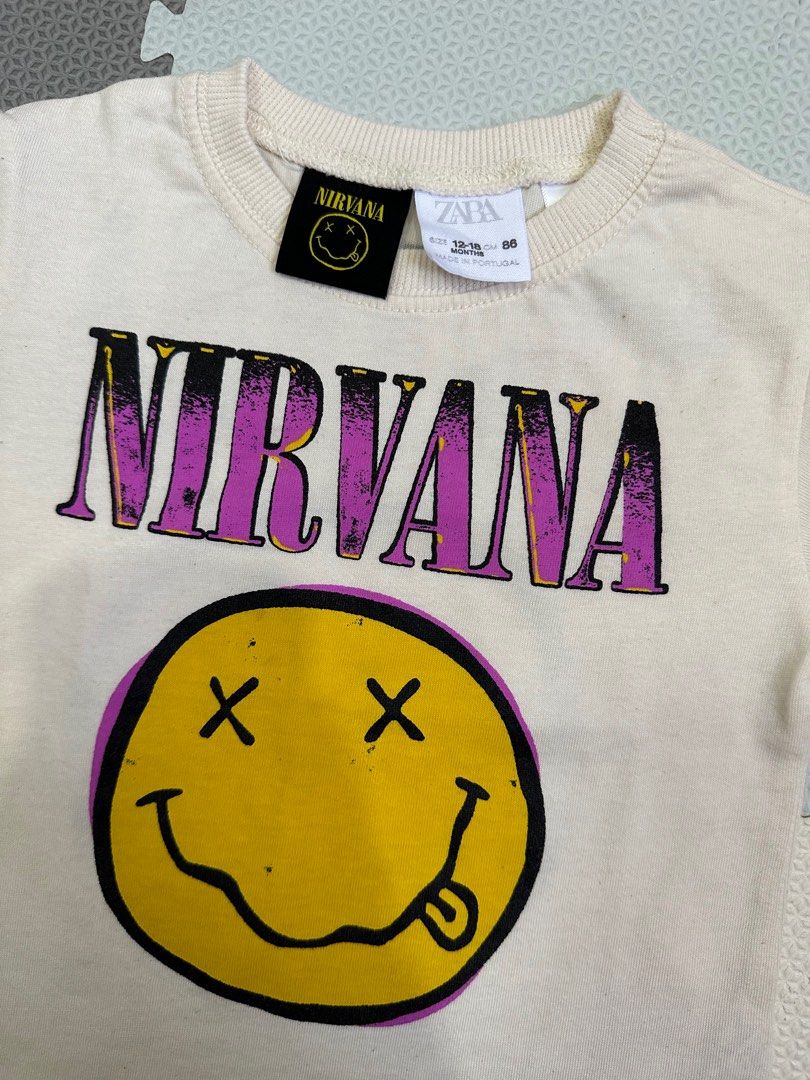 NIRVANA
ZARA
SIZE 12-18 CM 86
MONTHS
MADE IN PORTUGAL
NIRVANA